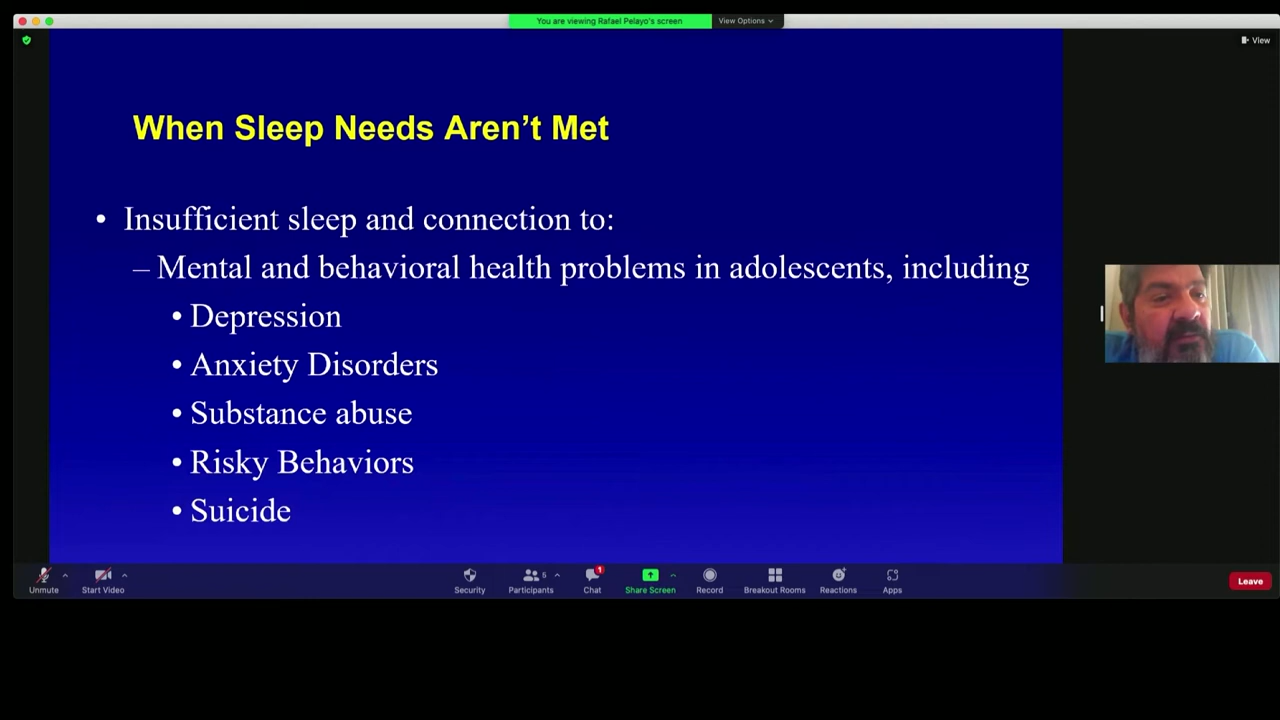 You are viewing Rafael Pelayo's screen
View Options
View
When Sleep Needs Aren’t Met
• Insufficient sleep and connection to:
– Mental and behavioral health problems in adolescents, including
• Depression
• Anxiety Disorders
• Substance abuse
• Risky Behaviors
• Suicide
Unmute
Start Video
Security
5
Participants
1
Chat
Share Screen
Record
Breakout Rooms
Reactions
Apps
Leave